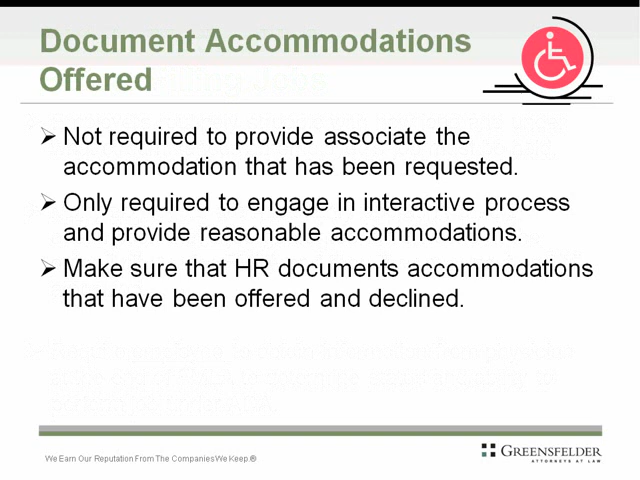 Document Accommodations
Offered
➢ Not required to provide associate the
accommodation that has been requested.
➢ Only required to engage in interactive process
and provide reasonable accommodations.
➢ Make sure that HR documents accommodations
that have been offered and declined.
We Earn Our Reputation From The Companies We Keep.®
GREENSFELDER
ATTORNEYS AT LAW